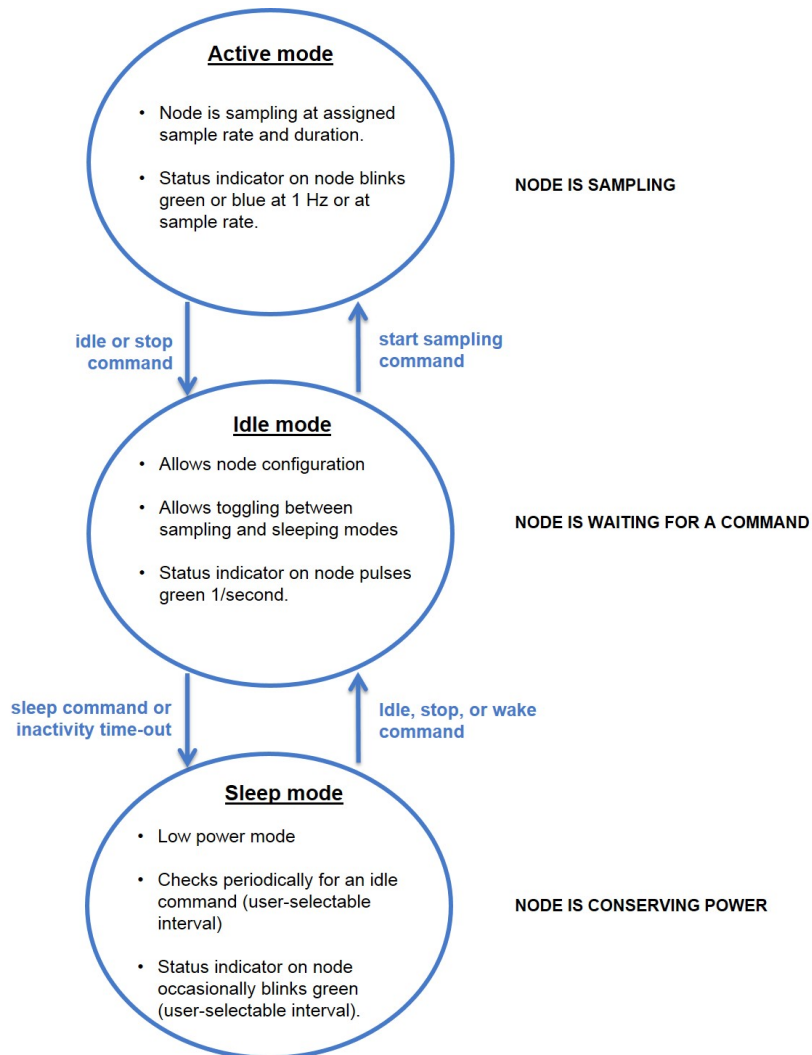 Active mode
• Node is sampling at assigned
sample rate and duration.
• Status indicator on node blinks
green or blue at 1 Hz or at
sample rate.
NODE IS SAMPLING
idle or stop
command
start sampling
command
Idle mode
• Allows node configuration
• Allows toggling between
sampling and sleeping modes
• Status indicator on node pulses
green 1/second.
NODE IS WAITING FOR A COMMAND
sleep command or
inactivity time-out
Idle, stop, or wake
command
Sleep mode
• Low power mode
• Checks periodically for an idle
command (user-selectable
interval)
• Status indicator on node
occasionally blinks green
(user-selectable interval).
NODE IS CONSERVING POWER